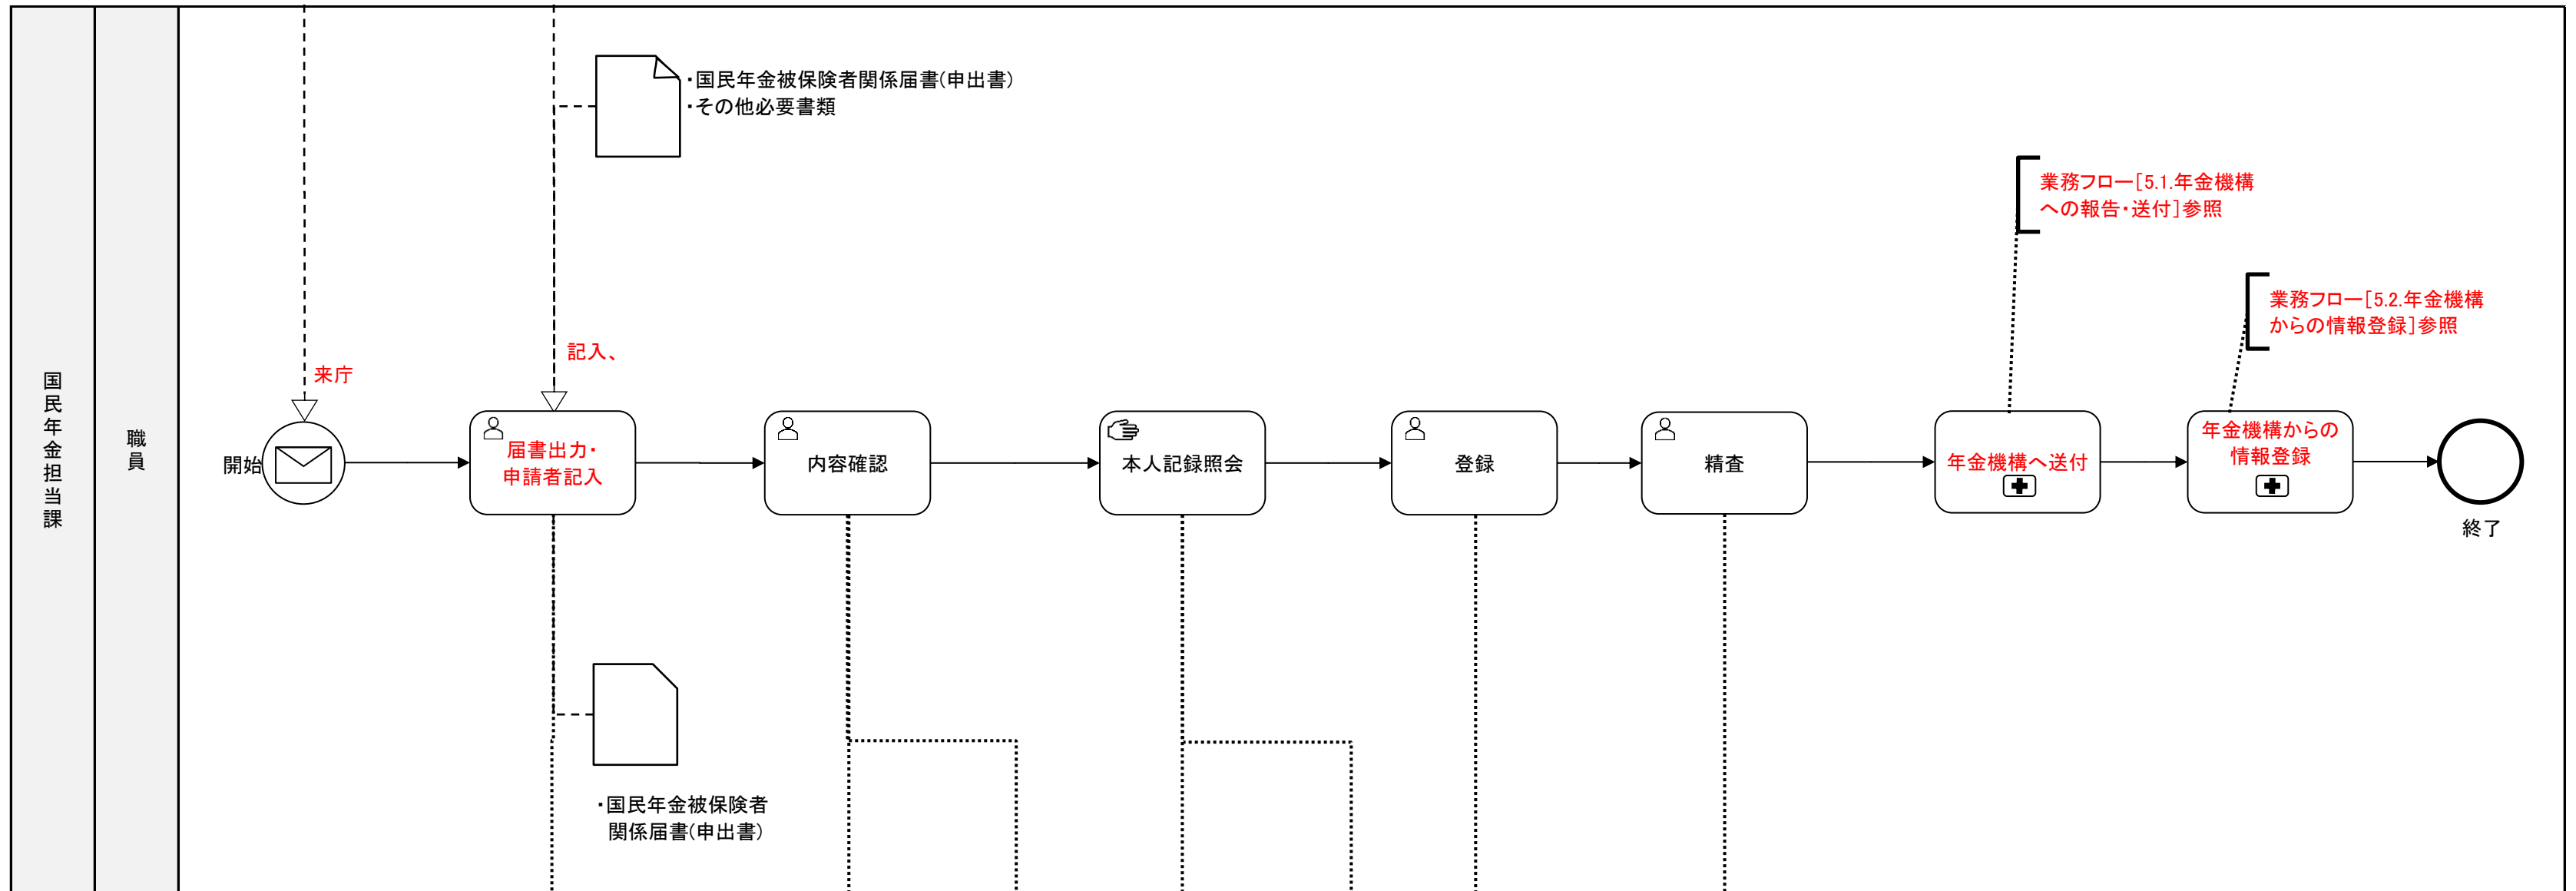 国民年金担当課
職員
・国民年金被保険者関係届書(申出書)
・その他必要書類
業務フロー[5.1.年金機構
への報告・送付]参照
業務フロー[5.2.年金機構
からの情報登録]参照
来庁
記入、
開始
届書出力・
申請者記入
内容確認
本人記録照会
登録
精査
年金機構へ送付
年金機構からの
情報登録
終了
・国民年金被保険者
関係届書(申出書)